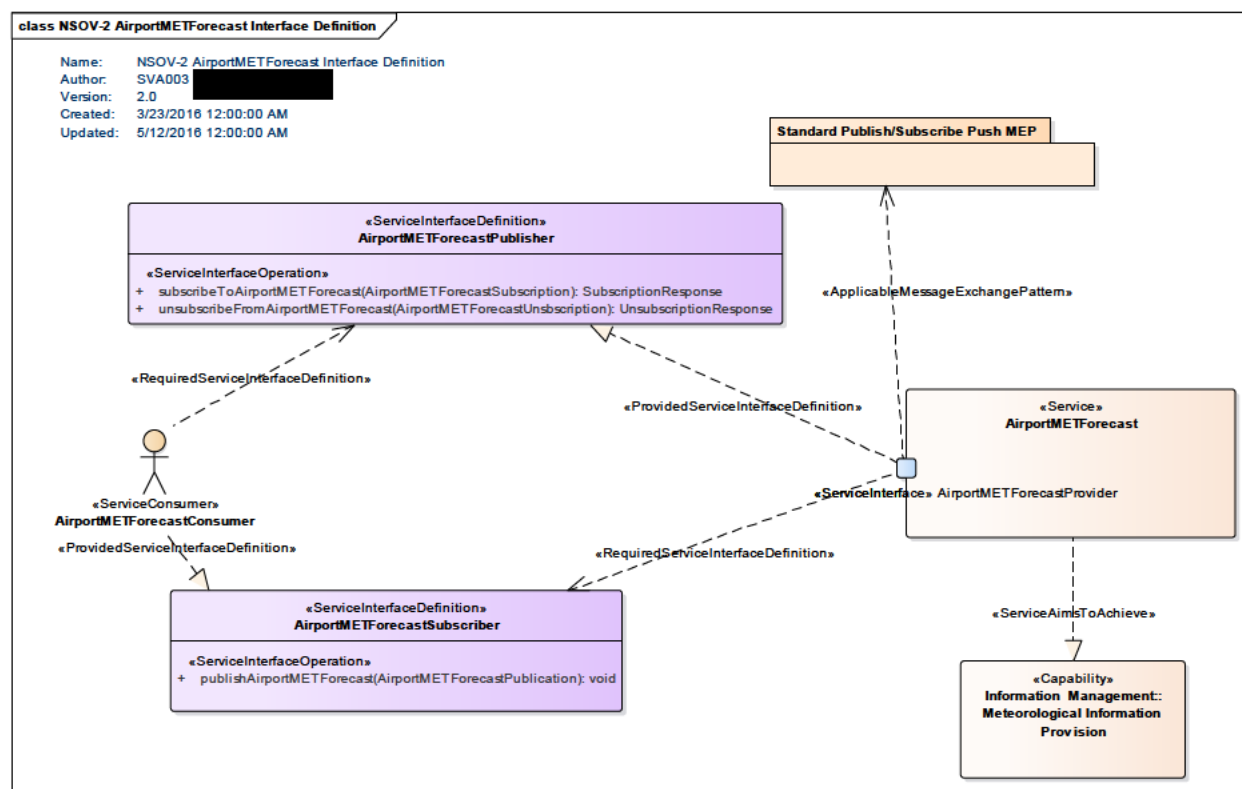 class NSOV-2 AirportMETForecast Interface Definition
Name: NSOV-2 AirportMETForecast Interface Definition
Author: SVA003
Version: 2.0
Created: 3/23/2016 12:00:00 AM
Updated: 5/12/2016 12:00:00 AM
Standard Publish/Subscribe Push MEP
«ServiceInterfaceDefinition»
AirportMETForecastPublisher
«ServiceInterfaceOperation»
+ subscribeToAirportMETForecast(AirportMETForecastSubscription): SubscriptionResponse
+ unsubscribeFromAirportMETForecast(AirportMETForecastUnsbscription): UnsubscriptionResponse
«ApplicableMessageExchangePattern»
«RequiredServiceInterfaceDefinition»
«ProvidedServiceInterfaceDefinition»
«Service»
AirportMETForecast
«ServiceInterface» AirportMETForecastProvider
«ServiceConsumer»
AirportMETForecastConsumer
«ProvidedServiceInterfaceDefinition»
«RequiredServiceInterfaceDefinition»
«ServiceInterfaceDefinition»
AirportMETForecastSubscriber
«ServiceInterfaceOperation»
+ publishAirportMETForecast(AirportMETForecastPublication): void
«ServiceAimsToAchieve»
«Capability»
Information Management::
Meteorological Information
Provision